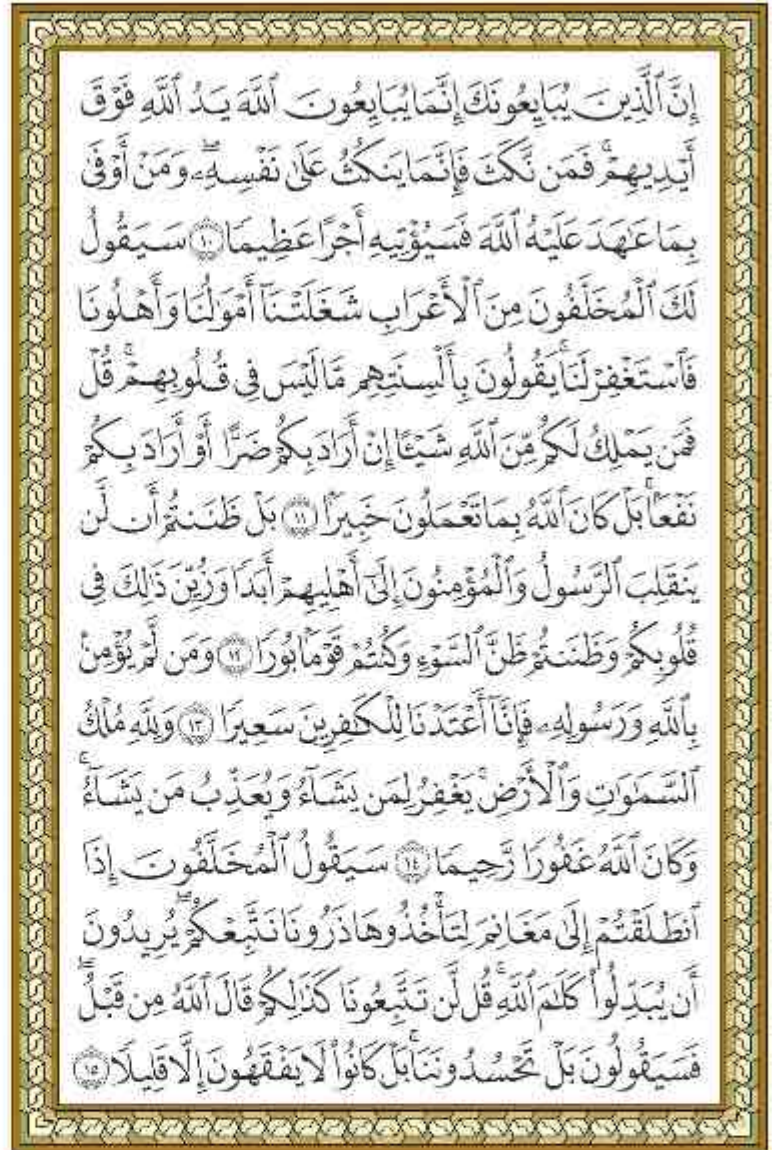 إِنَّ ٱلَّذِينَ يُبَايِعُونَكَ إِنَّمَا يُبَايِعُونَ ٱللَّهَ يَدُ ٱللَّهِ فَوْقَ
أَيْدِيهِمْ ۚ فَمَن نَّكَثَ فَإِنَّمَا يَنكُثُ عَلَىٰ نَفْسِهِۦ ۖ وَمَنْ أَوْفَىٰ
بِمَا عَٰهَدَ عَلَيْهُ ٱللَّهَ فَسَيُؤْتِيهِ أَجْرًا عَظِيمًا ١٠ سَيَقُولُ
لَكَ ٱلْمُخَلَّفُونَ مِنَ ٱلْأَعْرَابِ شَغَلَتْنَآ أَمْوَٰلُنَا وَأَهْلُونَا
فَٱسْتَغْفِرْ لَنَا ۚ يَقُولُونَ بِأَلْسِنَتِهِم مَّا لَيْسَ فِى قُلُوبِهِمْ ۚ قُلْ
فَمَن يَمْلِكُ لَكُم مِّنَ ٱللَّهِ شَيْـًٔا إِنْ أَرَادَ بِكُمْ ضَرًّا أَوْ أَرَادَ بِكُمْ
نَفْعًۢا ۚ بَلْ كَانَ ٱللَّهُ بِمَا تَعْمَلُونَ خَبِيرًۢا ١١ بَلْ ظَنَنتُمْ أَن لَّن
يَنقَلِبَ ٱلرَّسُولُ وَٱلْمُؤْمِنُونَ إِلَىٰٓ أَهْلِيهِمْ أَبَدًا وَزُيِّنَ ذَٰلِكَ فِى
قُلُوبِكُمْ وَظَنَنتُمْ ظَنَّ ٱلسَّوْءِ وَكُنتُمْ قَوْمًۢا بُورًا ١٢ وَمَن لَّمْ يُؤْمِنۢ
بِٱللَّهِ وَرَسُولِهِۦ فَإِنَّآ أَعْتَدْنَا لِلْكَٰفِرِينَ سَعِيرًا ١٣ وَلِلَّهِ مُلْكُ
ٱلسَّمَٰوَٰتِ وَٱلْأَرْضِ ۚ يَغْفِرُ لِمَن يَشَآءُ وَيُعَذِّبُ مَن يَشَآءُ ۚ
وَكَانَ ٱللَّهُ غَفُورًا رَّحِيمًا ١٤ سَيَقُولُ ٱلْمُخَلَّفُونَ إِذَا
ٱنطَلَقْتُمْ إِلَىٰ مَغَانِمَ لِتَأْخُذُوهَا ذَرُونَا نَتَّبِعْكُمْ ۖ يُرِيدُونَ
أَن يُبَدِّلُوا۟ كَلَٰمَ ٱللَّهِ ۚ قُل لَّن تَتَّبِعُونَا كَذَٰلِكُمْ قَالَ ٱللَّهُ مِن قَبْلُ ۖ
فَسَيَقُولُونَ بَلْ تَحْسُدُونَنَا ۚ بَلْ كَانُوا۟ لَا يَفْقَهُونَ إِلَّا قَلِيلًا ١٥